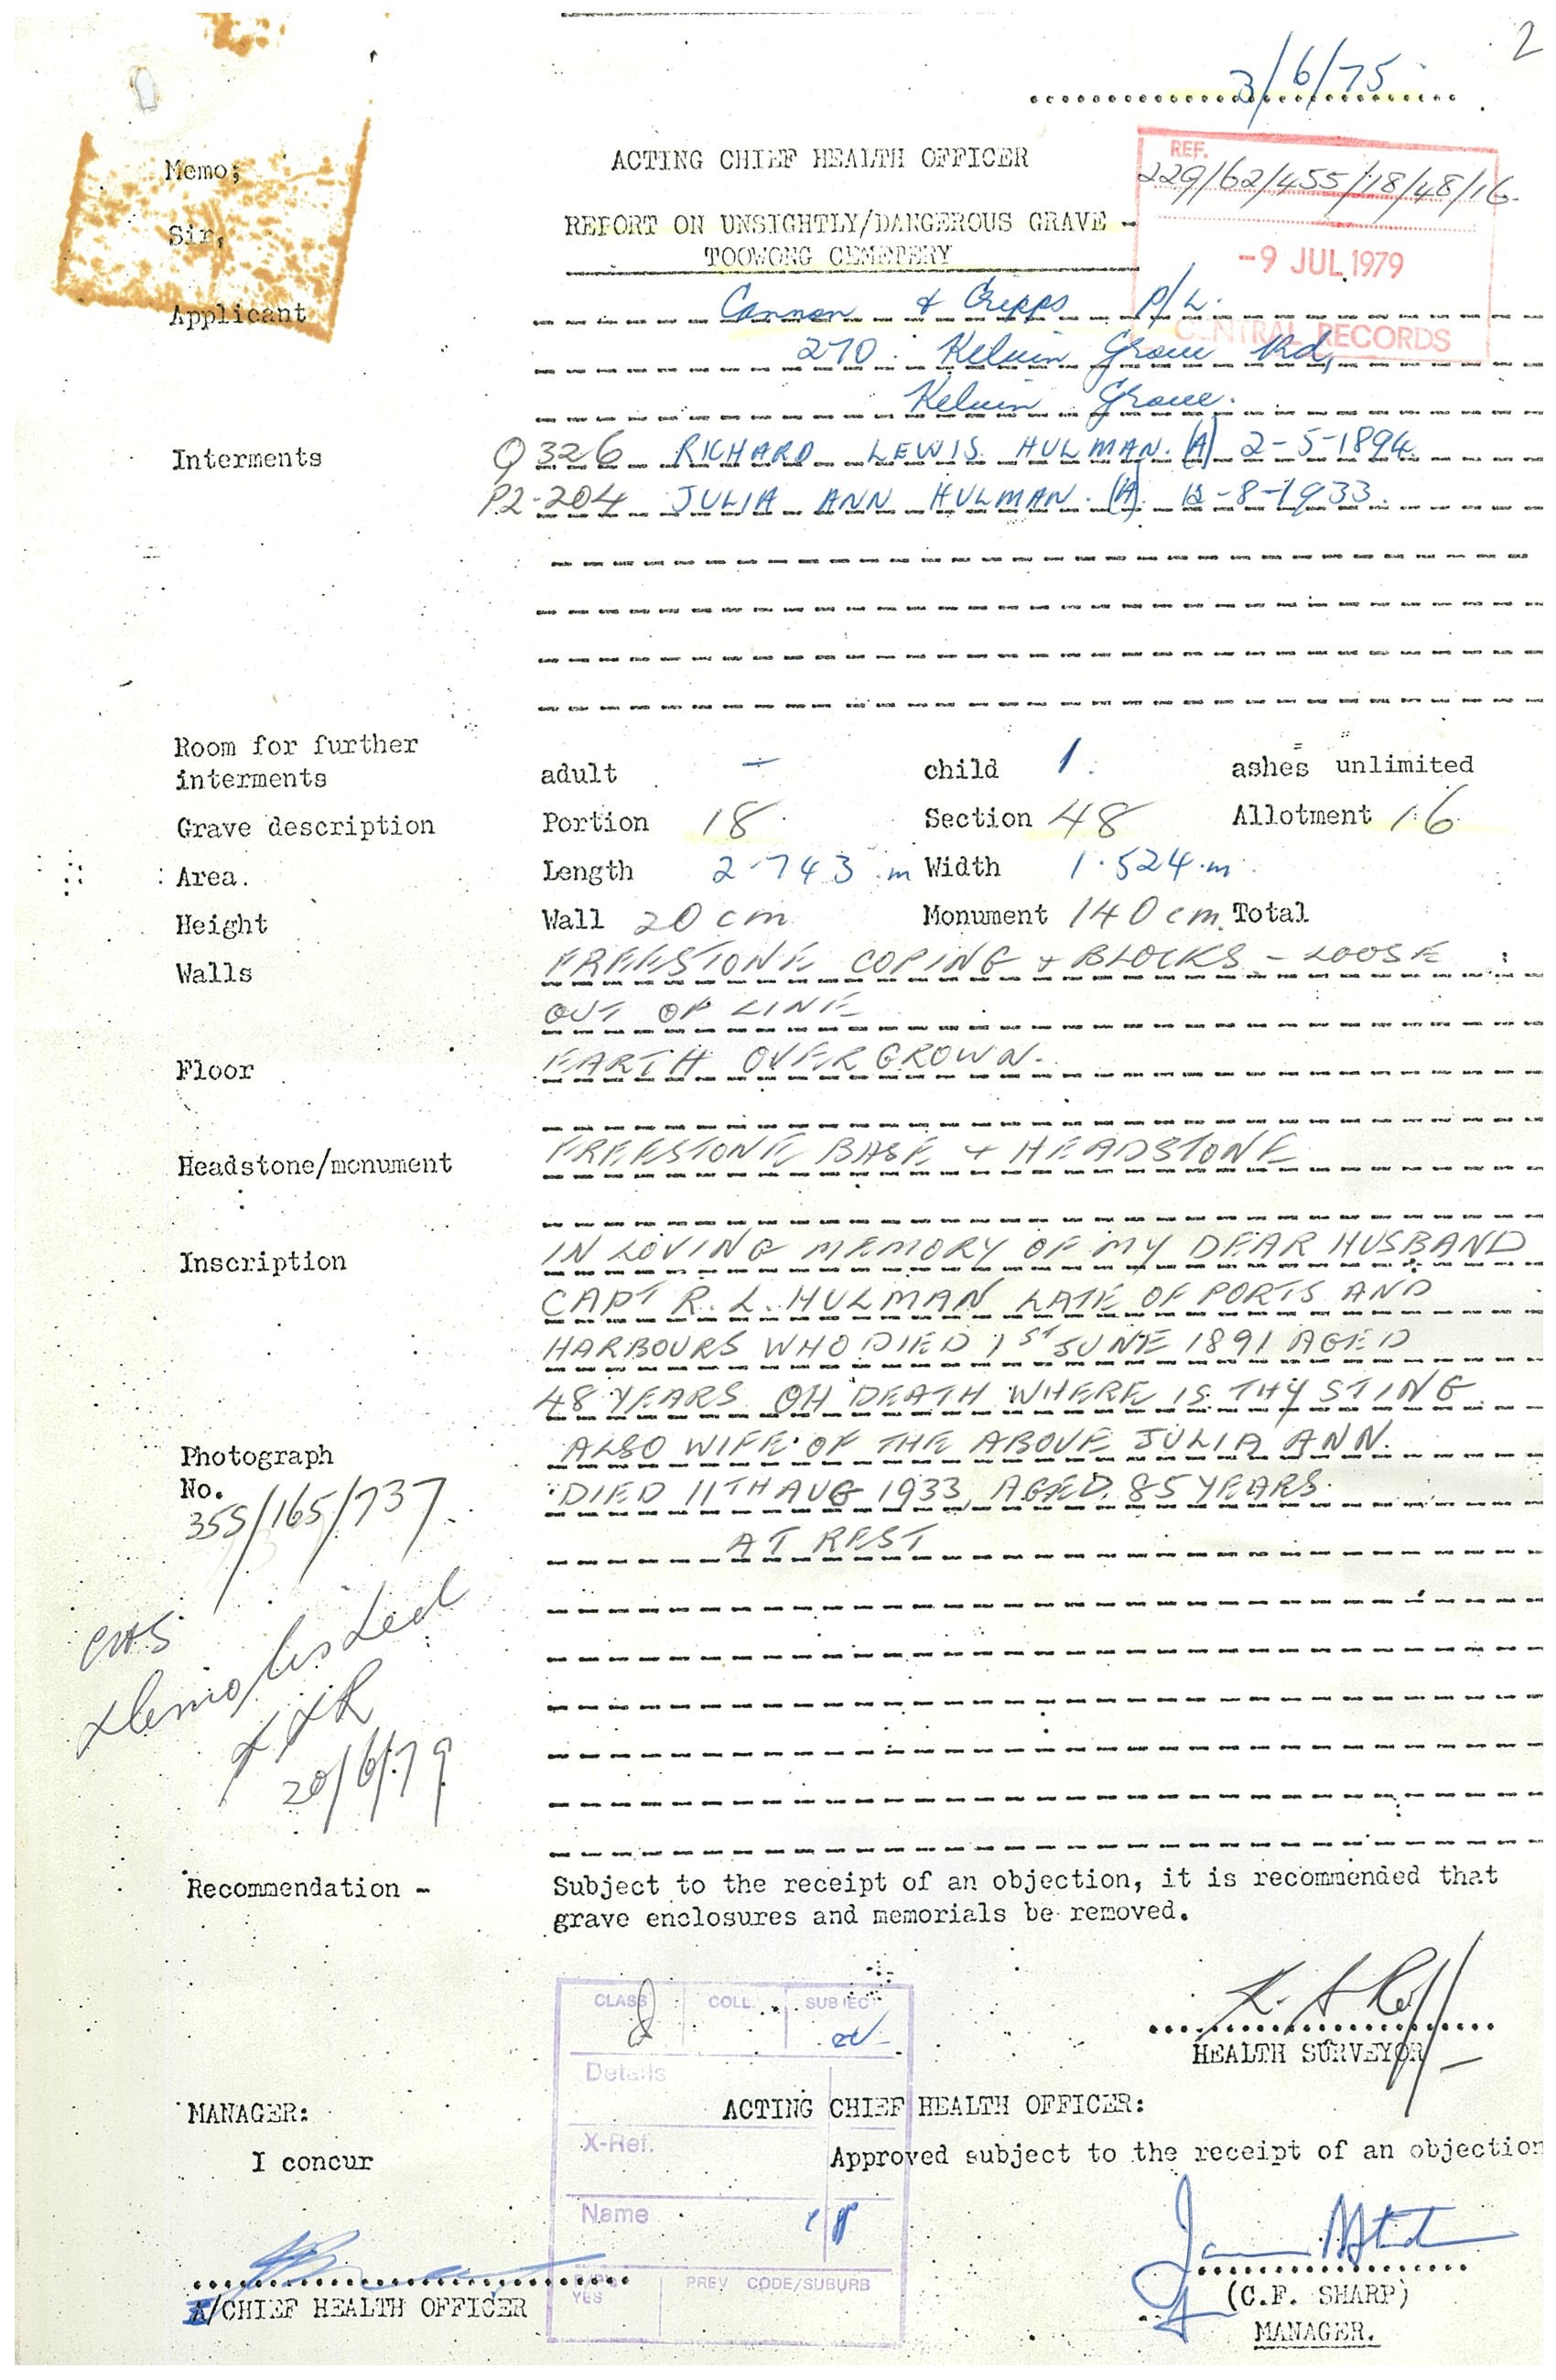 2
3/6/75
Memo;
ACTING CHIEF HEALTH OFFICER
REF.
229/62/455/18/48/16
Sir,
REPORT ON UNSIGHTLY/DANGEROUS GRAVE -
TOOWONG CEMETERY
-9 JUL 1979
CENTRAL RECORDS
Applicant Cannon & Cripps P/L.
270 Kelvin Grove Rd,
Kelvin Grove.
Interments Q326 RICHARD LEWIS HULMAN. (A) 2-5-1894
P2-204 JULIA ANN HULMAN. (A) 12-8-1933.
Room for further
interments adult - child 1. ashes unlimited
Grave description Portion 18 Section 48 Allotment 16
Area. Length 2.743.m Width 1.524.m
Height Wall 20cm Monument 140cm. Total
Walls FREESTONE COPING & BLOCKS - LOOSE
OUT OF LINE
Floor EARTH OVERGROWN.
Headstone/monument FREESTONE BASE & HEADSTONE
Inscription IN LOVING MEMORY OF MY DEAR HUSBAND
CAPT R. L. HULMAN LATE OF PORTS AND
HARBOURS WHO DIED 1ST JUNE 1891 AGED
48 YEARS OH DEATH WHERE IS THY STING
Photograph ALSO WIFE OF THE ABOVE JULIA ANN.
No. DIED 11TH AUG 1933, AGED 85 YEARS.
355/165/737
AT REST
demolished
20/6/79
Recommendation - Subject to the receipt of an objection, it is recommended that
grave enclosures and memorials be removed.
CLASS COLL. SUBJECT
HEALTH SURVEYOR
Details
MANAGER: ACTING CHIEF HEALTH OFFICER:
X-Ref.
I concur Approved subject to the receipt of an objection
Name
PREV CODE/SUBURB
YES
A/CHIEF HEALTH OFFICER
(C.F. SHARP)
MANAGER.